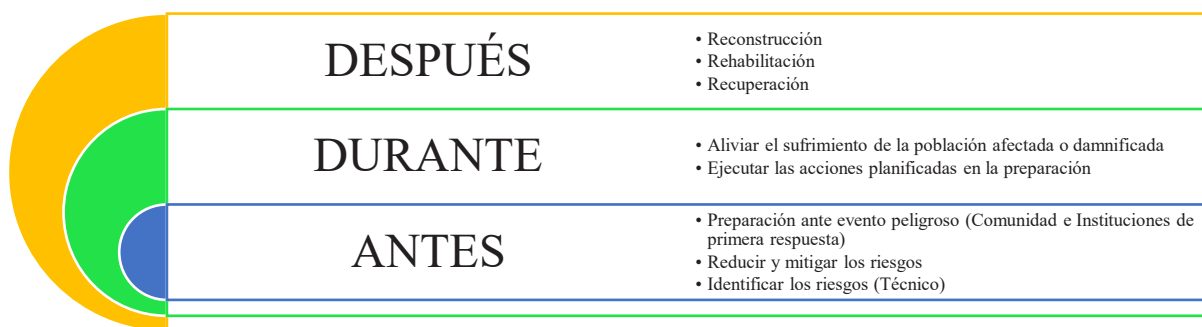 DESPUÉS
• Reconstrucción
• Rehabilitación
• Recuperación
DURANTE
• Aliviar el sufrimiento de la población afectada o damnificada
• Ejecutar las acciones planificadas en la preparación
ANTES
• Preparación ante evento peligroso (Comunidad e Instituciones de
primera respuesta)
• Reducir y mitigar los riesgos
• Identificar los riesgos (Técnico)